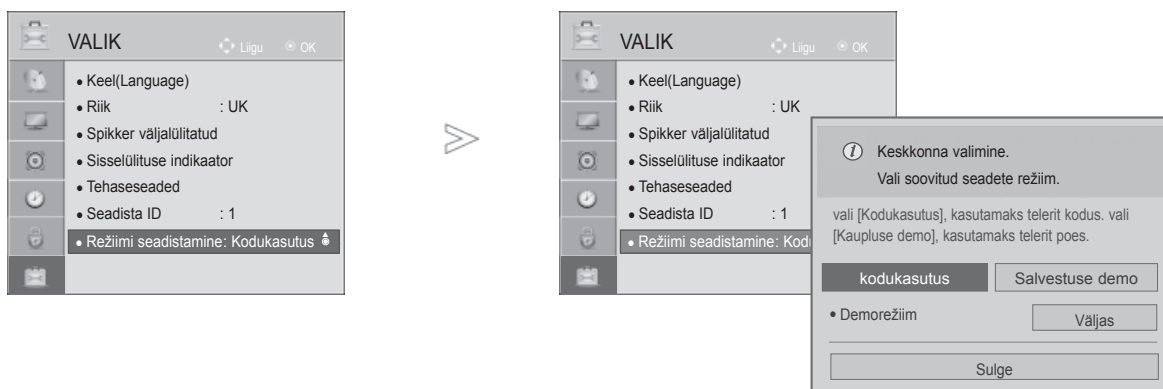 VALIK
Liigu
OK
• Keel(Language)
• Riik : UK
• Spikker väljalülitatud
• Sisselülituse indikaator
• Tehaseseaded
• Seadista ID : 1
• Režiimi seadistamine: Kodukasutus
VALIK
Liigu
OK
• Keel(Language)
• Riik : UK
• Spikker väljalülitatud
• Sisselülituse indikaator
• Tehaseseaded
• Seadista ID : 1
• Režiimi seadistamine: Kod
Keskkonna valimine.
Vali soovitud seadete režiim.
vali [Kodukasutus], kasutamaks telerit kodus. vali
[Kaupluse demo], kasutamaks telerit poes.
kodukasutus
Salvestuse demo
• Demorežiim
Väljas
Sulge